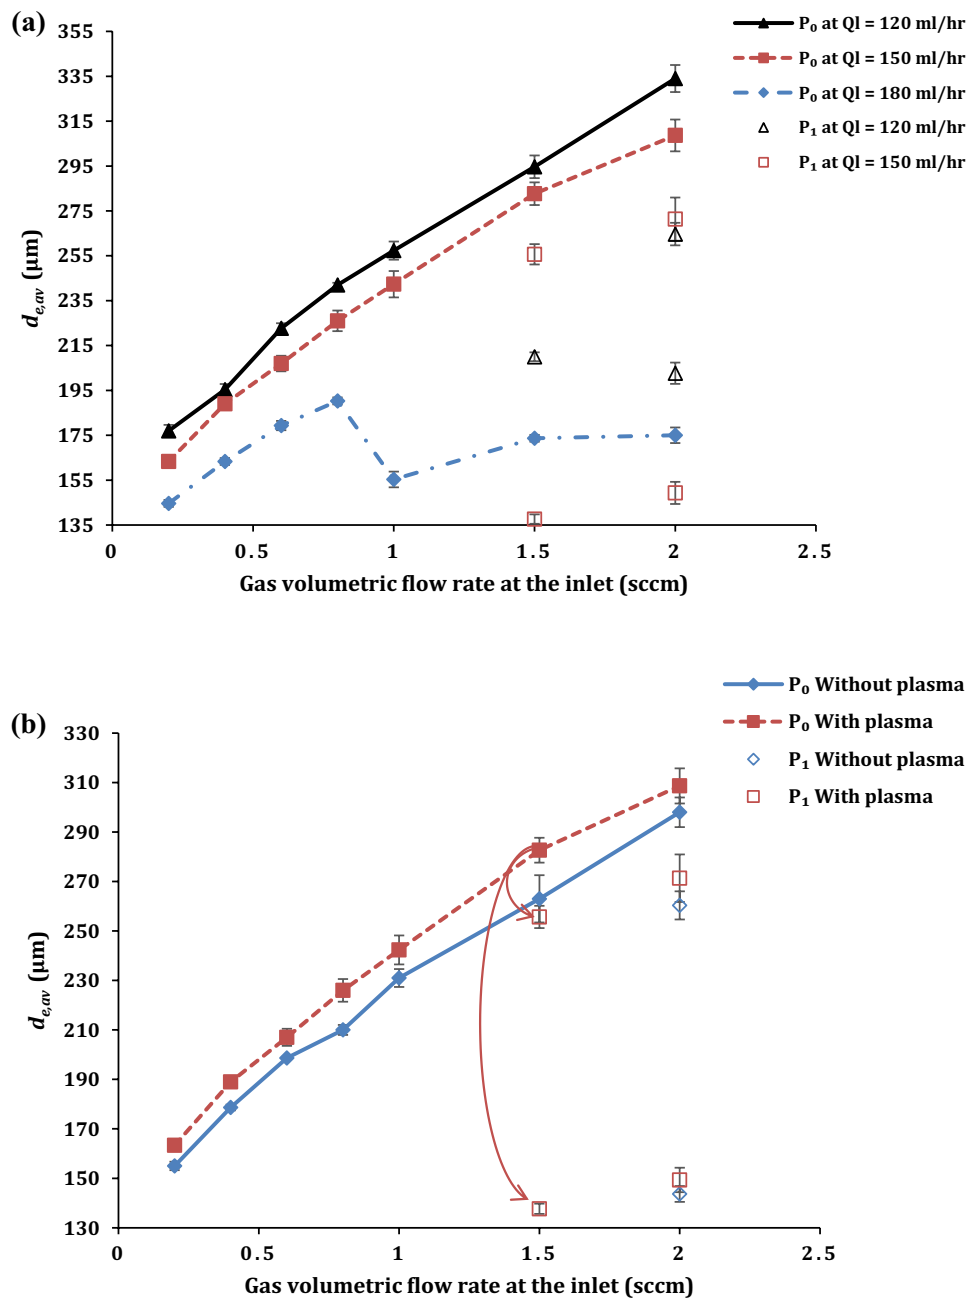 (a)
P₀ at Ql = 120 ml/hr
P₀ at Ql = 150 ml/hr
P₀ at Ql = 180 ml/hr
P₁ at Ql = 120 ml/hr
P₁ at Ql = 150 ml/hr
355
335
315
295
275
255
235
215
195
175
155
135
d_e,av (μm)
0 0.5 1 1.5 2 2.5
Gas volumetric flow rate at the inlet (sccm)
(b)
P₀ Without plasma
P₀ With plasma
P₁ Without plasma
P₁ With plasma
330
310
290
270
250
230
210
190
170
150
130
d_e,av (μm)
0 0.5 1 1.5 2 2.5
Gas volumetric flow rate at the inlet (sccm)